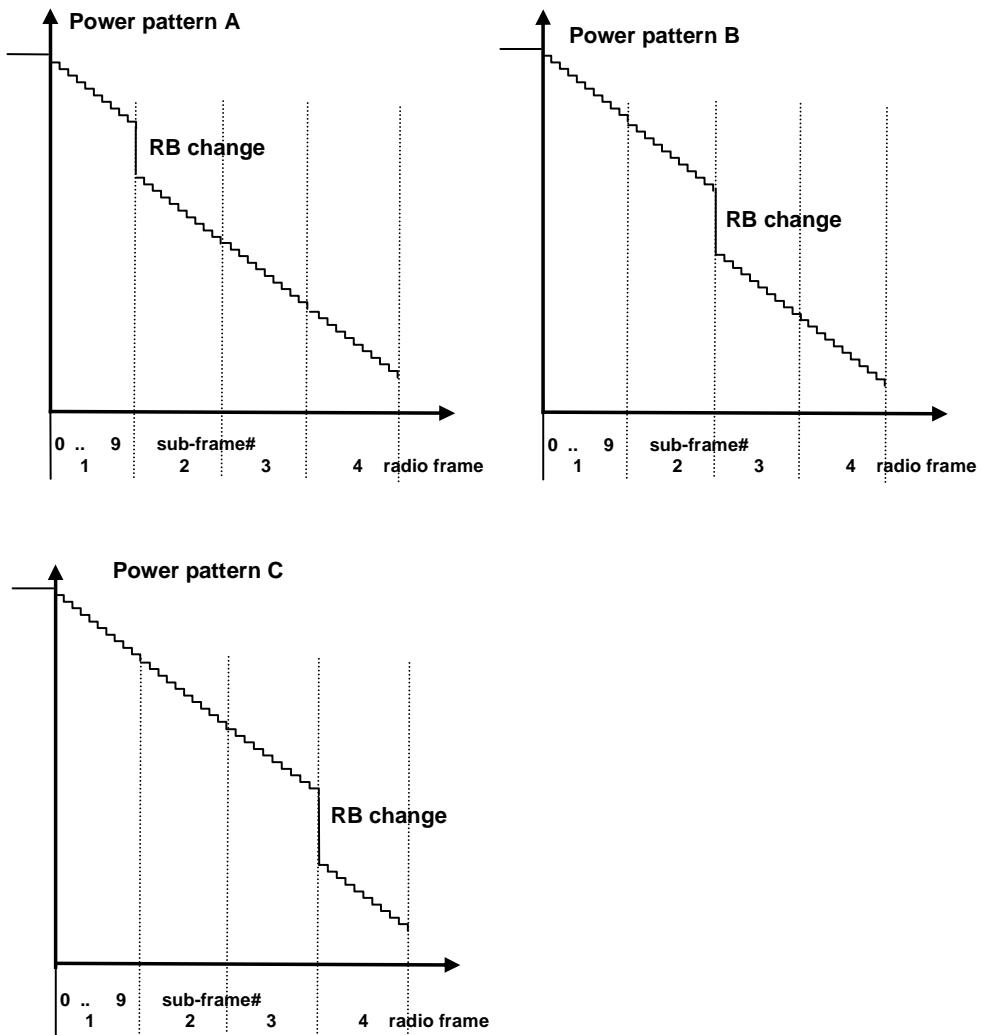 Power pattern A
RB change
0 .. 9 sub-frame#
1 2 3 4 radio frame
Power pattern B
RB change
0 .. 9 sub-frame#
1 2 3 4 radio frame
Power pattern C
RB change
0 .. 9 sub-frame#
1 2 3 4 radio frame